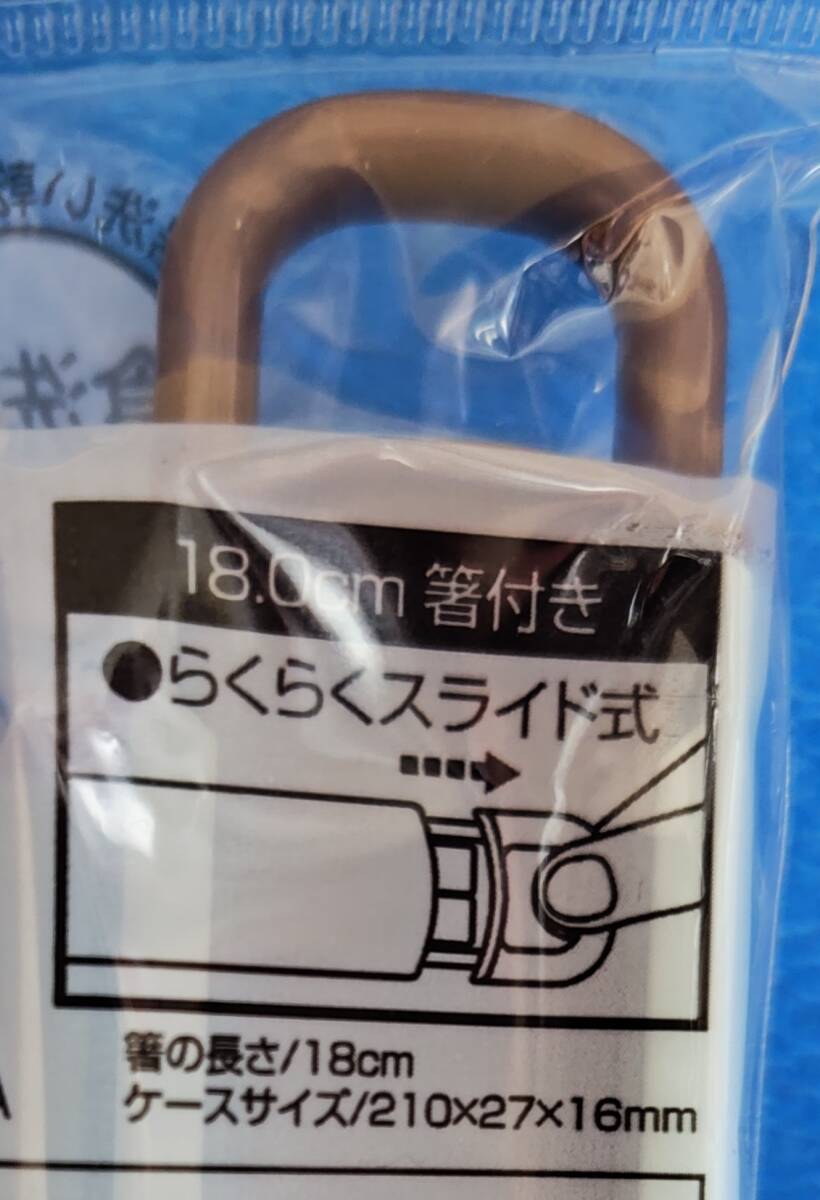 18.0cm 箸付き
●らくらくスライド式
箸の長さ/18cm
ケースサイズ/210×27×16mm